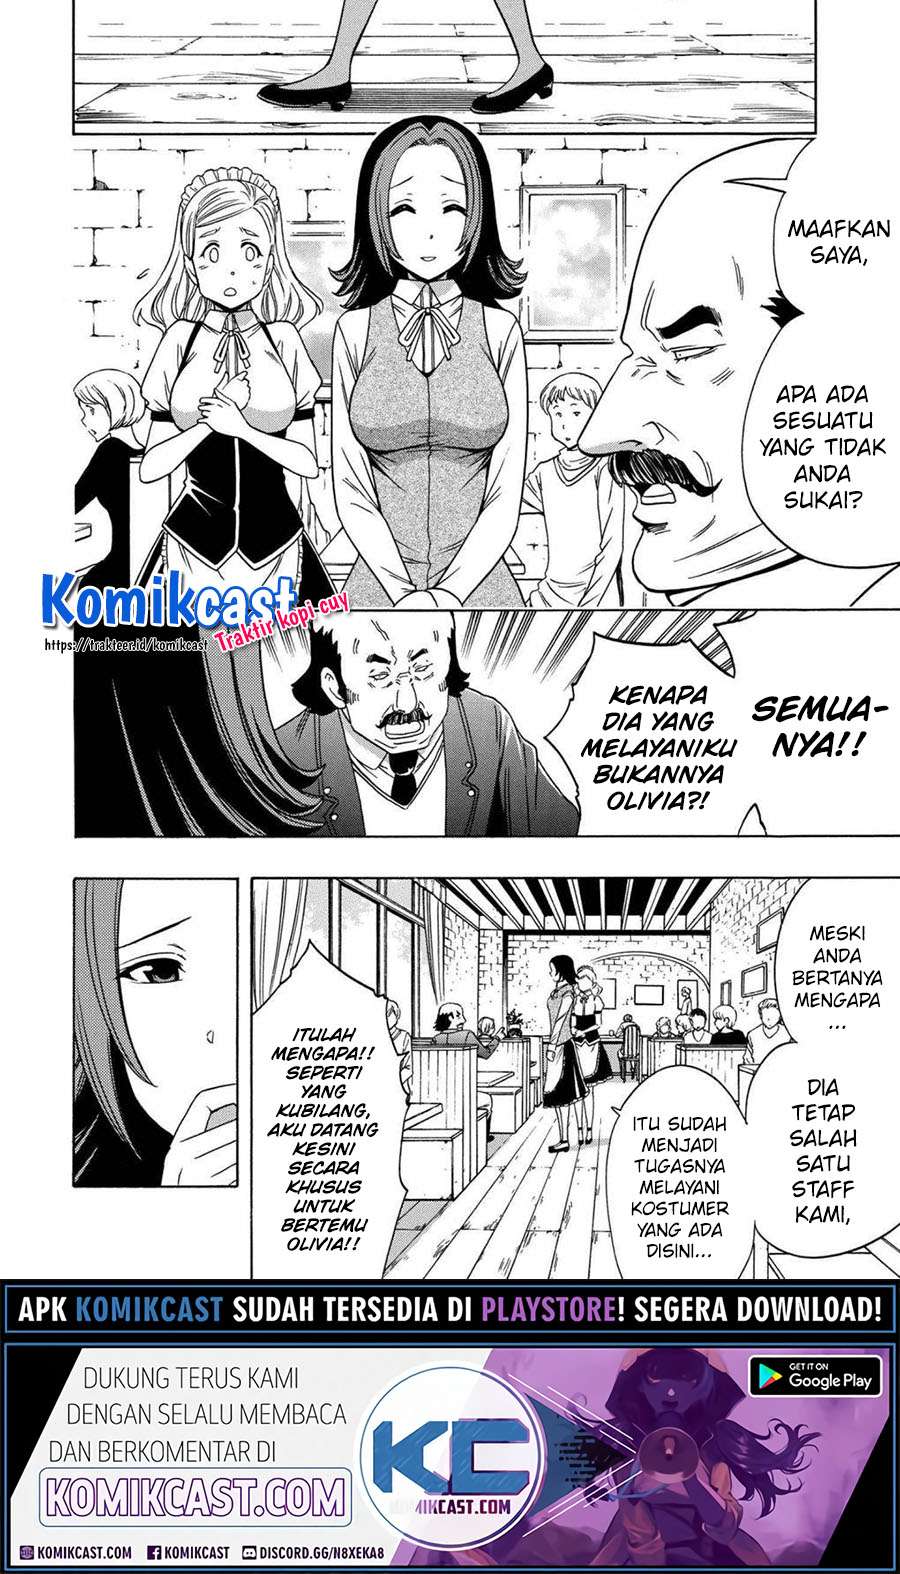 MAAFKAN
SAYA,
APA ADA
SESUATU
YANG TIDAK
ANDA
SUKAI?
Komikcast
https://trakteer.id/komikcast
Traktir kopi cuy
SEMUA-
NYA!!
KENAPA
DIA YANG
MELAYANIKU
BUKANNYA
OLIVIA?!
MESKI
ANDA
BERTANYA
MENGAPA
...
DIA
TETAP
SALAH
SATU
STAFF
KAMI,
ITU SUDAH
MENJADI
TUGASNYA
MELAYANI
KOSTUMER
YANG ADA
DISINI...
ITULAH
MENGAPA!!
SEPERTI
YANG
KUBILANG,
AKU DATANG
KESINI
SECARA
KHUSUS
UNTUK
BERTEMU
OLIVIA!!
APK KOMIKCAST SUDAH TERSEDIA DI PLAYSTORE! SEGERA DOWNLOAD!
DUKUNG TERUS KAMI
DENGAN SELALU MEMBACA
DAN BERKOMENTAR DI
KOMIKCAST.COM
KOMIKCAST.COM
KOMIKCAST
DISCORD.GG/N8XEKA8
KC
KOMIKCAST.COM
GET IT ON
Google Play